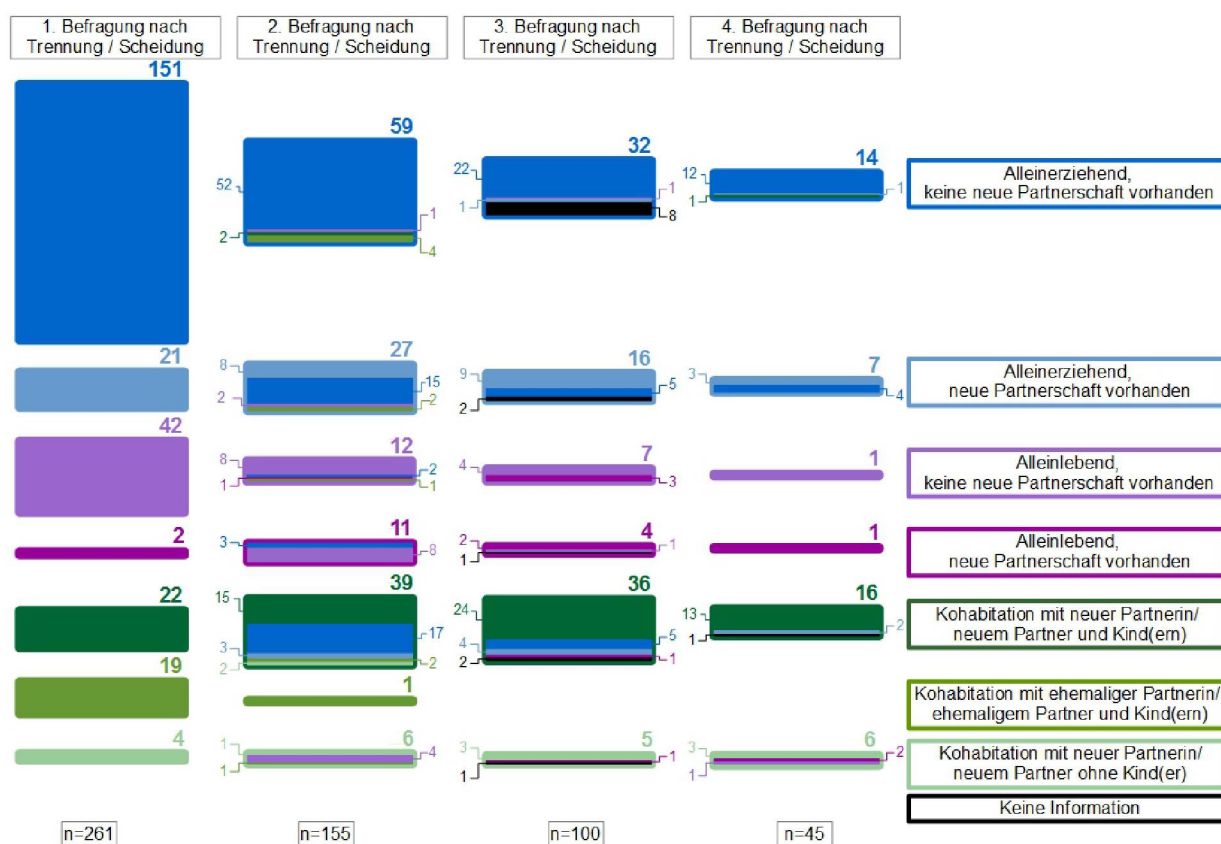 1. Befragung nach
Trennung / Scheidung
2. Befragung nach
Trennung / Scheidung
3. Befragung nach
Trennung / Scheidung
4. Befragung nach
Trennung / Scheidung
151
59
52
1
2
4
32
22
1
1
8
14
12
1
1
Alleinerziehend,
keine neue Partnerschaft vorhanden
21
27
8
15
2
2
16
9
5
2
7
3
4
Alleinerziehend,
neue Partnerschaft vorhanden
42
12
8
2
1
1
7
4
3
1
Alleinlebend,
keine neue Partnerschaft vorhanden
2
11
3
8
4
2
1
1
1
Alleinlebend,
neue Partnerschaft vorhanden
22
39
15
17
3
2
2
36
24
5
4
1
2
16
13
2
1
Kohabitation mit neuer Partnerin/
neuem Partner und Kind(ern)
19
1
Kohabitation mit ehemaliger Partnerin/
ehemaligem Partner und Kind(ern)
4
6
1
4
1
5
3
1
1
6
3
2
1
Kohabitation mit neuer Partnerin/
neuem Partner ohne Kind(er)
Keine Information
n=261
n=155
n=100
n=45